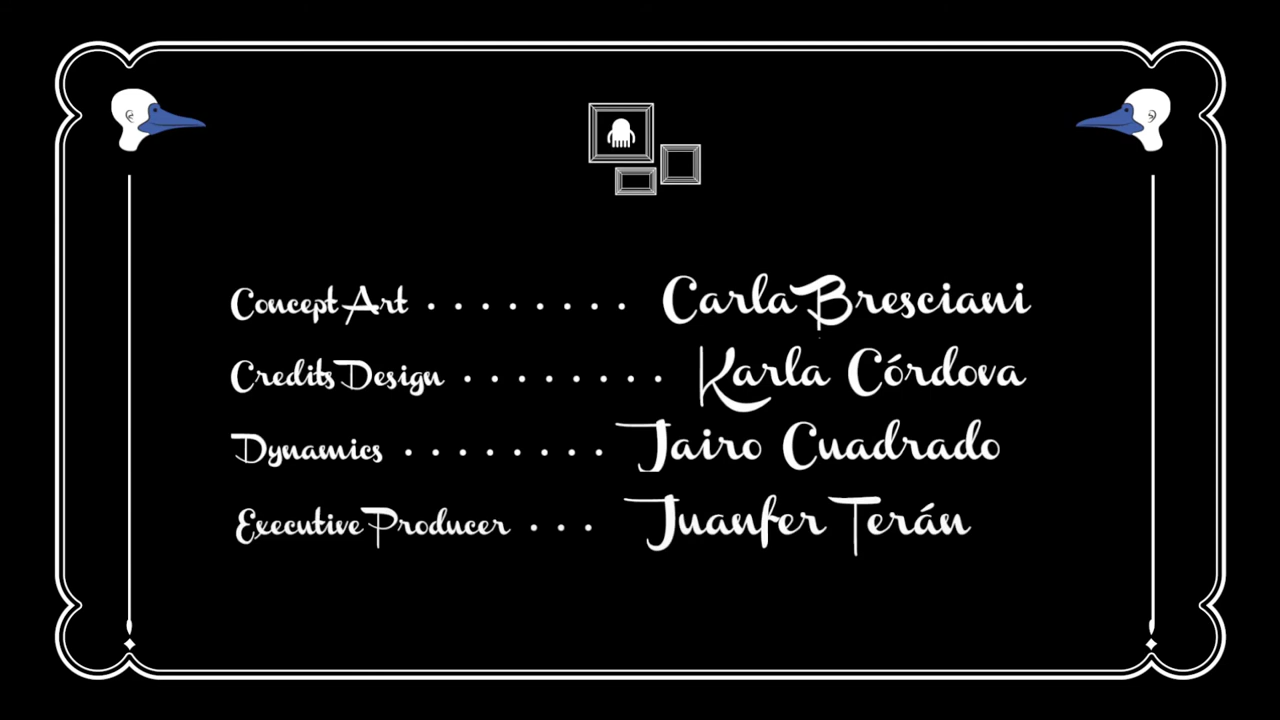 Concept Art . . . . . . . . Carla Bresciani
Credits Design . . . . . . . . Karla Córdova
Dynamics . . . . . . . . Jairo Cuadrado
Executive Producer . . . Juanfer Terán